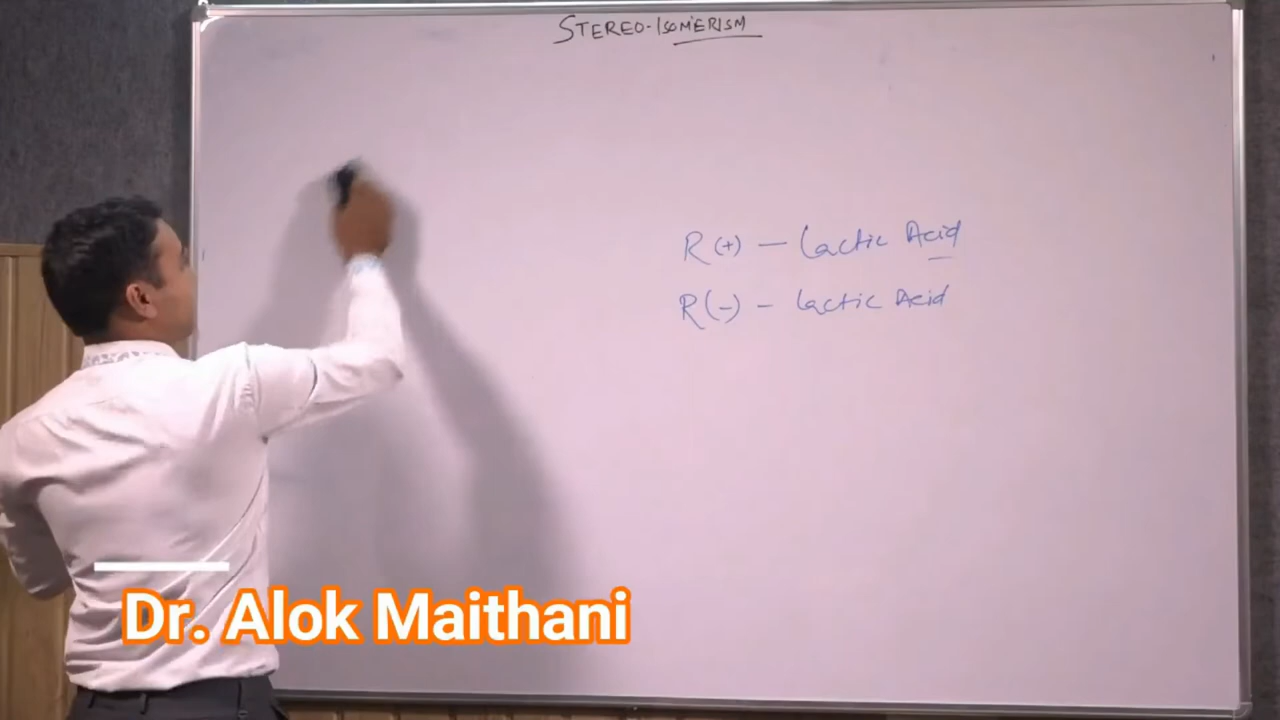 STEREO-ISOMERISM
R (+) — Lactic Acid
R (-) — Lactic Acid
Dr. Alok Maithani